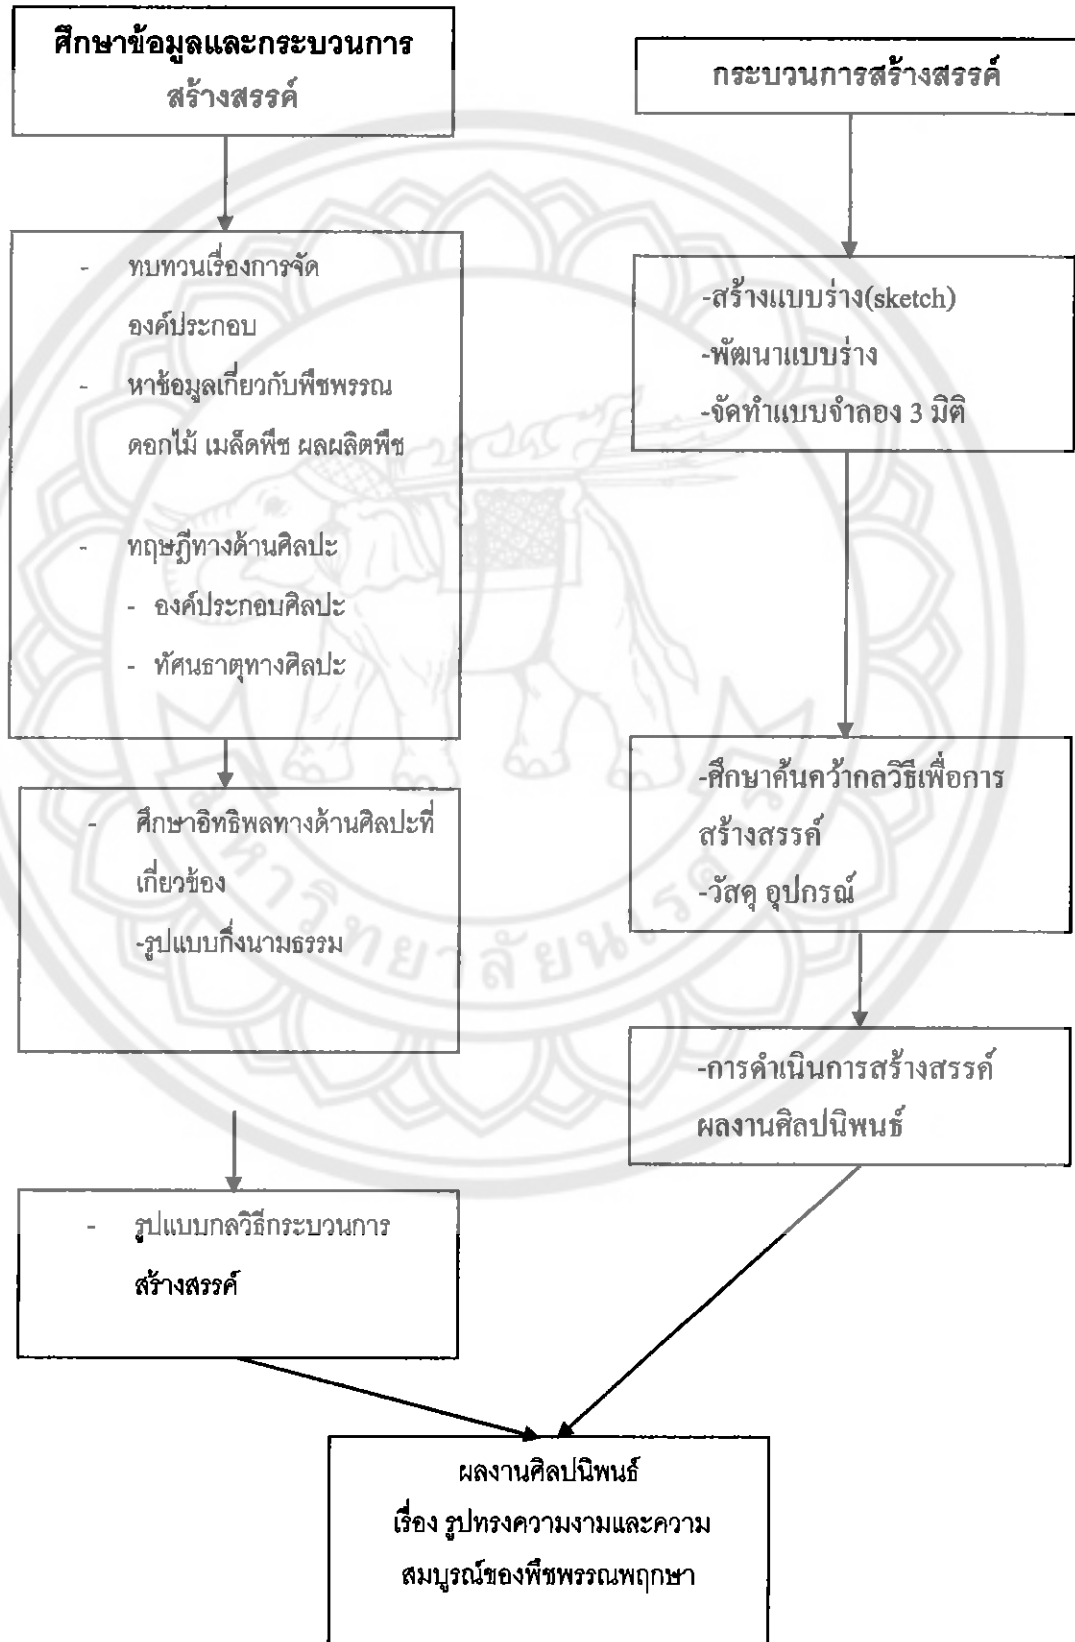 ศึกษาข้อมูลและกระบวนการ
สร้างสรรค์
- ทบทวนเรื่องการจัด
องค์ประกอบ
- หาข้อมูลเกี่ยวกับพืชพรรณ
ดอกไม้ เมล็ดพืช ผลผลิตพืช
- ทฤษฎีทางด้านศิลปะ
- องค์ประกอบศิลปะ
- ทัศนธาตุทางศิลปะ
- ศึกษาอิทธิพลทางด้านศิลปะที่
เกี่ยวข้อง
-รูปแบบกึ่งนามธรรม
- รูปแบบกลวิธีกระบวนการ
สร้างสรรค์
กระบวนการสร้างสรรค์
-สร้างแบบร่าง(sketch)
-พัฒนาแบบร่าง
-จัดทำแบบจำลอง 3 มิติ
-ศึกษาค้นคว้ากลวิธีเพื่อการ
สร้างสรรค์
-วัสดุ อุปกรณ์
-การดำเนินการสร้างสรรค์
ผลงานศิลปนิพนธ์
ผลงานศิลปนิพนธ์
เรื่อง รูปทรงความงามและความ
สมบูรณ์ของพืชพรรณพฤกษา
มหาวิทยาลัยนเรศวร